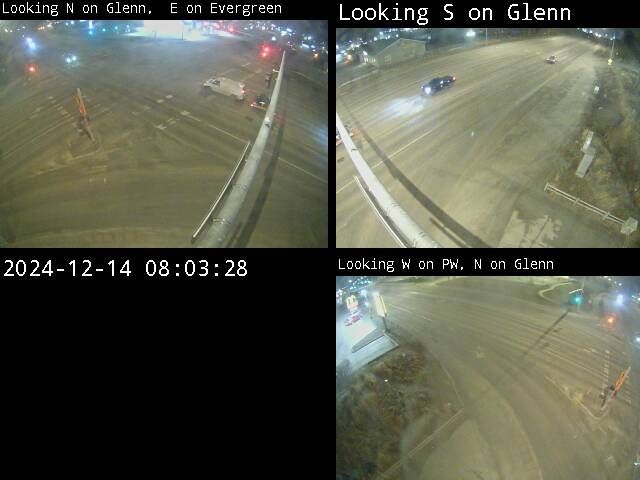 Looking N on Glenn,  E on Evergreen
Looking S on Glenn
2024-12-14 08:03:28
Looking W on PW, N on Glenn